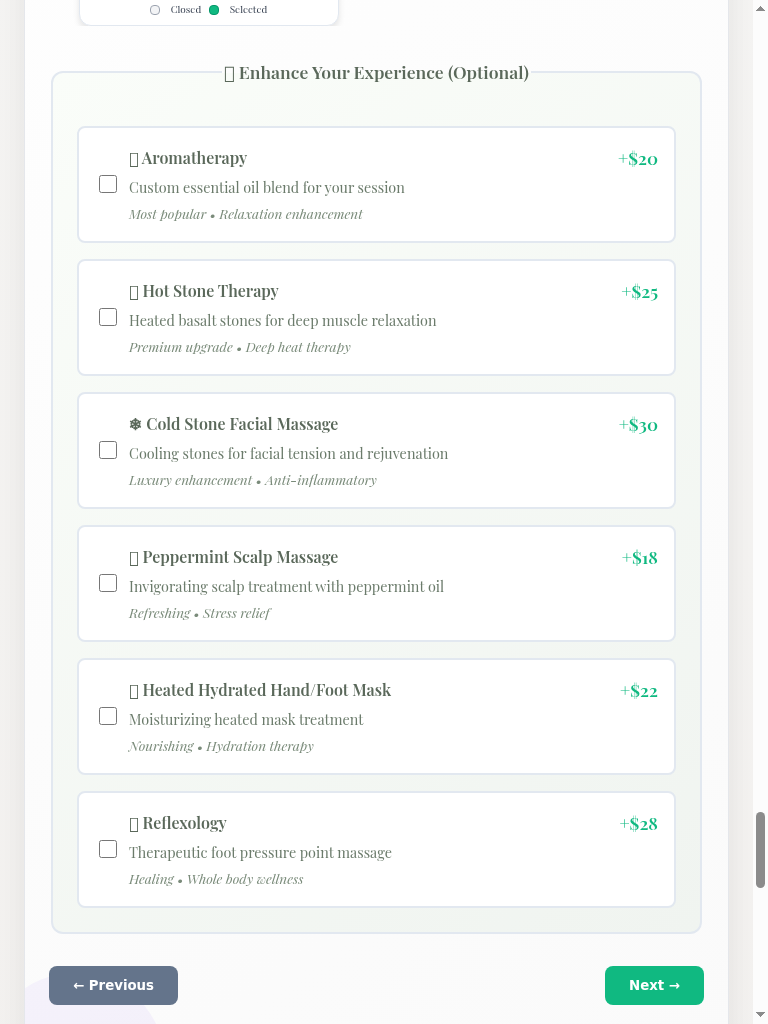 Closed Selected
Enhance Your Experience (Optional)
Aromatherapy +$20
Custom essential oil blend for your session
Most popular • Relaxation enhancement
Hot Stone Therapy +$25
Heated basalt stones for deep muscle relaxation
Premium upgrade • Deep heat therapy
❄ Cold Stone Facial Massage +$30
Cooling stones for facial tension and rejuvenation
Luxury enhancement • Anti-inflammatory
Peppermint Scalp Massage +$18
Invigorating scalp treatment with peppermint oil
Refreshing • Stress relief
Heated Hydrated Hand/Foot Mask +$22
Moisturizing heated mask treatment
Nourishing • Hydration therapy
Reflexology +$28
Therapeutic foot pressure point massage
Healing • Whole body wellness
← Previous Next →